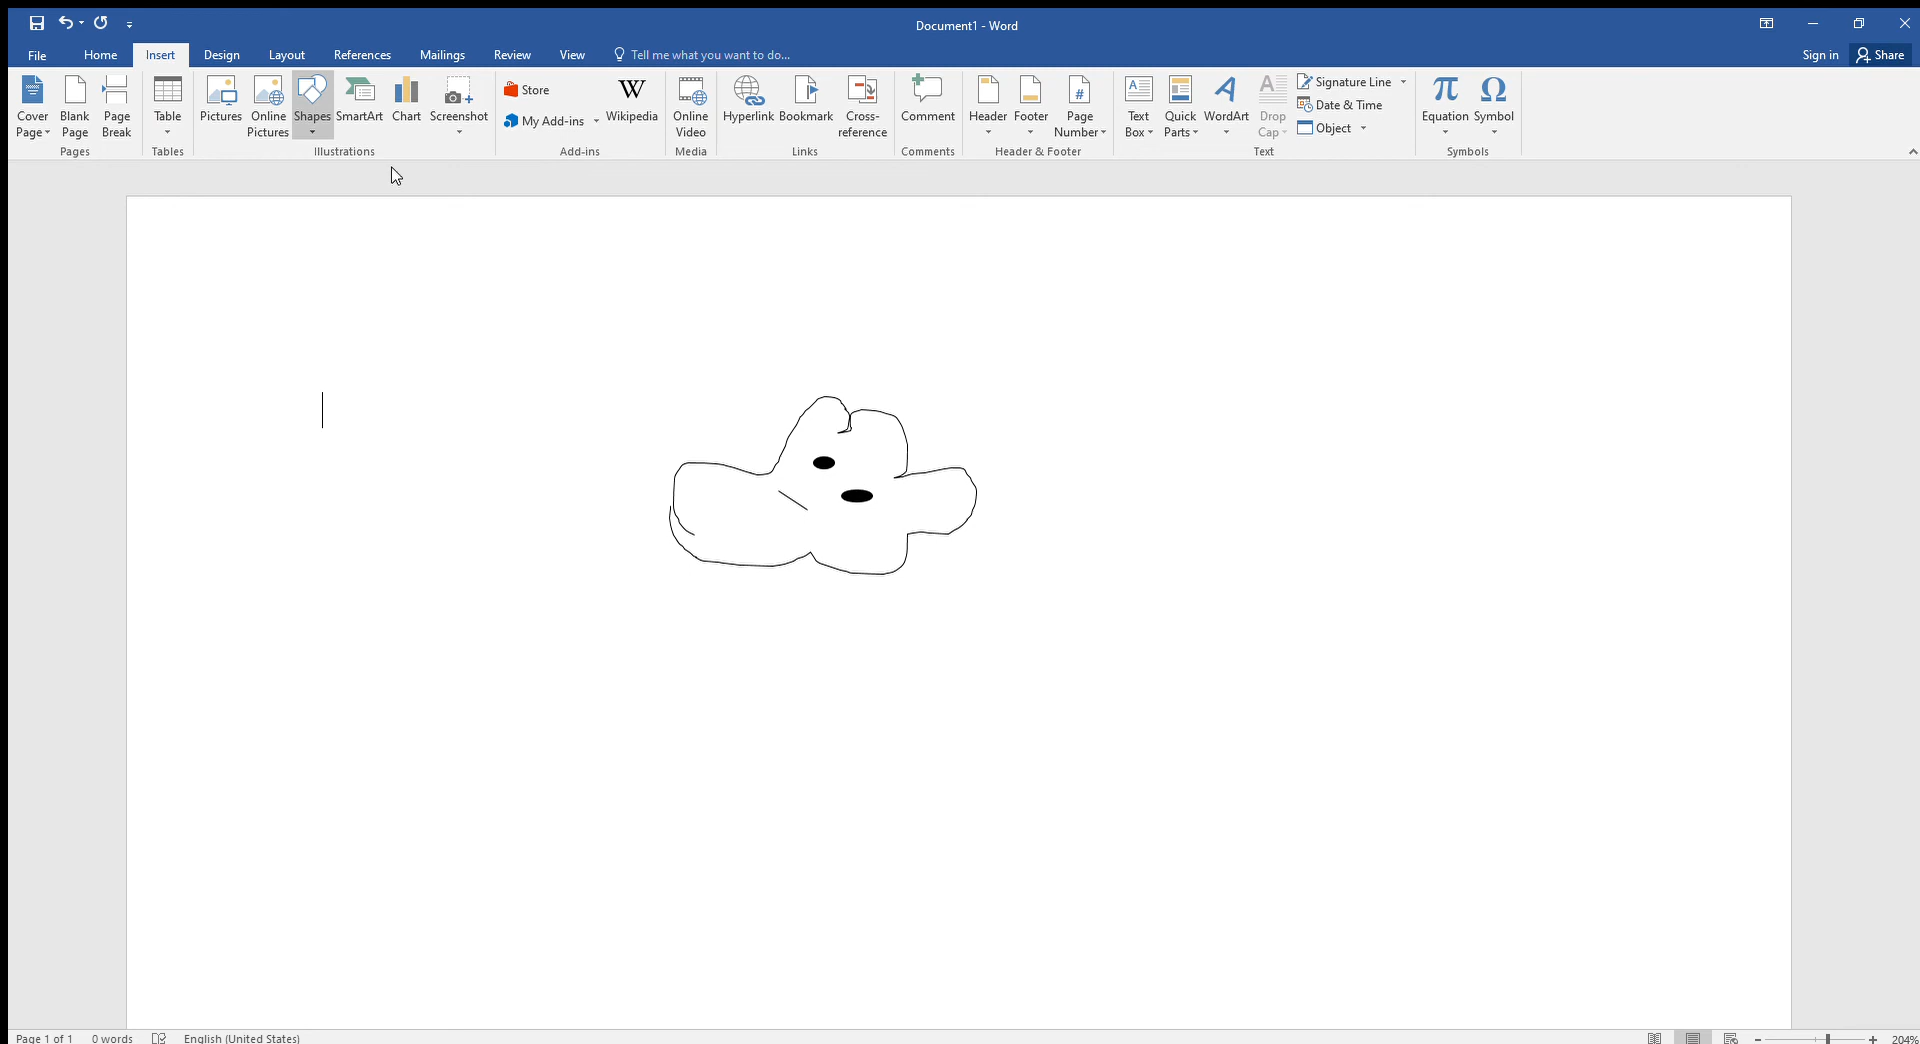 Document1 - Word
File Home Insert Design Layout References Mailings Review View Tell me what you want to do... Sign in Share
Cover Page
Blank Page
Page Break
Table
Pictures
Online Pictures
Shapes
SmartArt
Chart
Screenshot
Store
My Add-ins
W
Wikipedia
Online Video
Hyperlink
Bookmark
Cross-
reference
Comment
Header
Footer
#
Page Number
A
Text Box
Quick Parts
A
WordArt
A
Drop Cap
Signature Line
Date & Time
Object
π
Equation
Ω
Symbol
Pages Tables Illustrations Add-ins Media Links Comments Header & Footer Text Symbols
Page 1 of 1 0 words English (United States) 204%